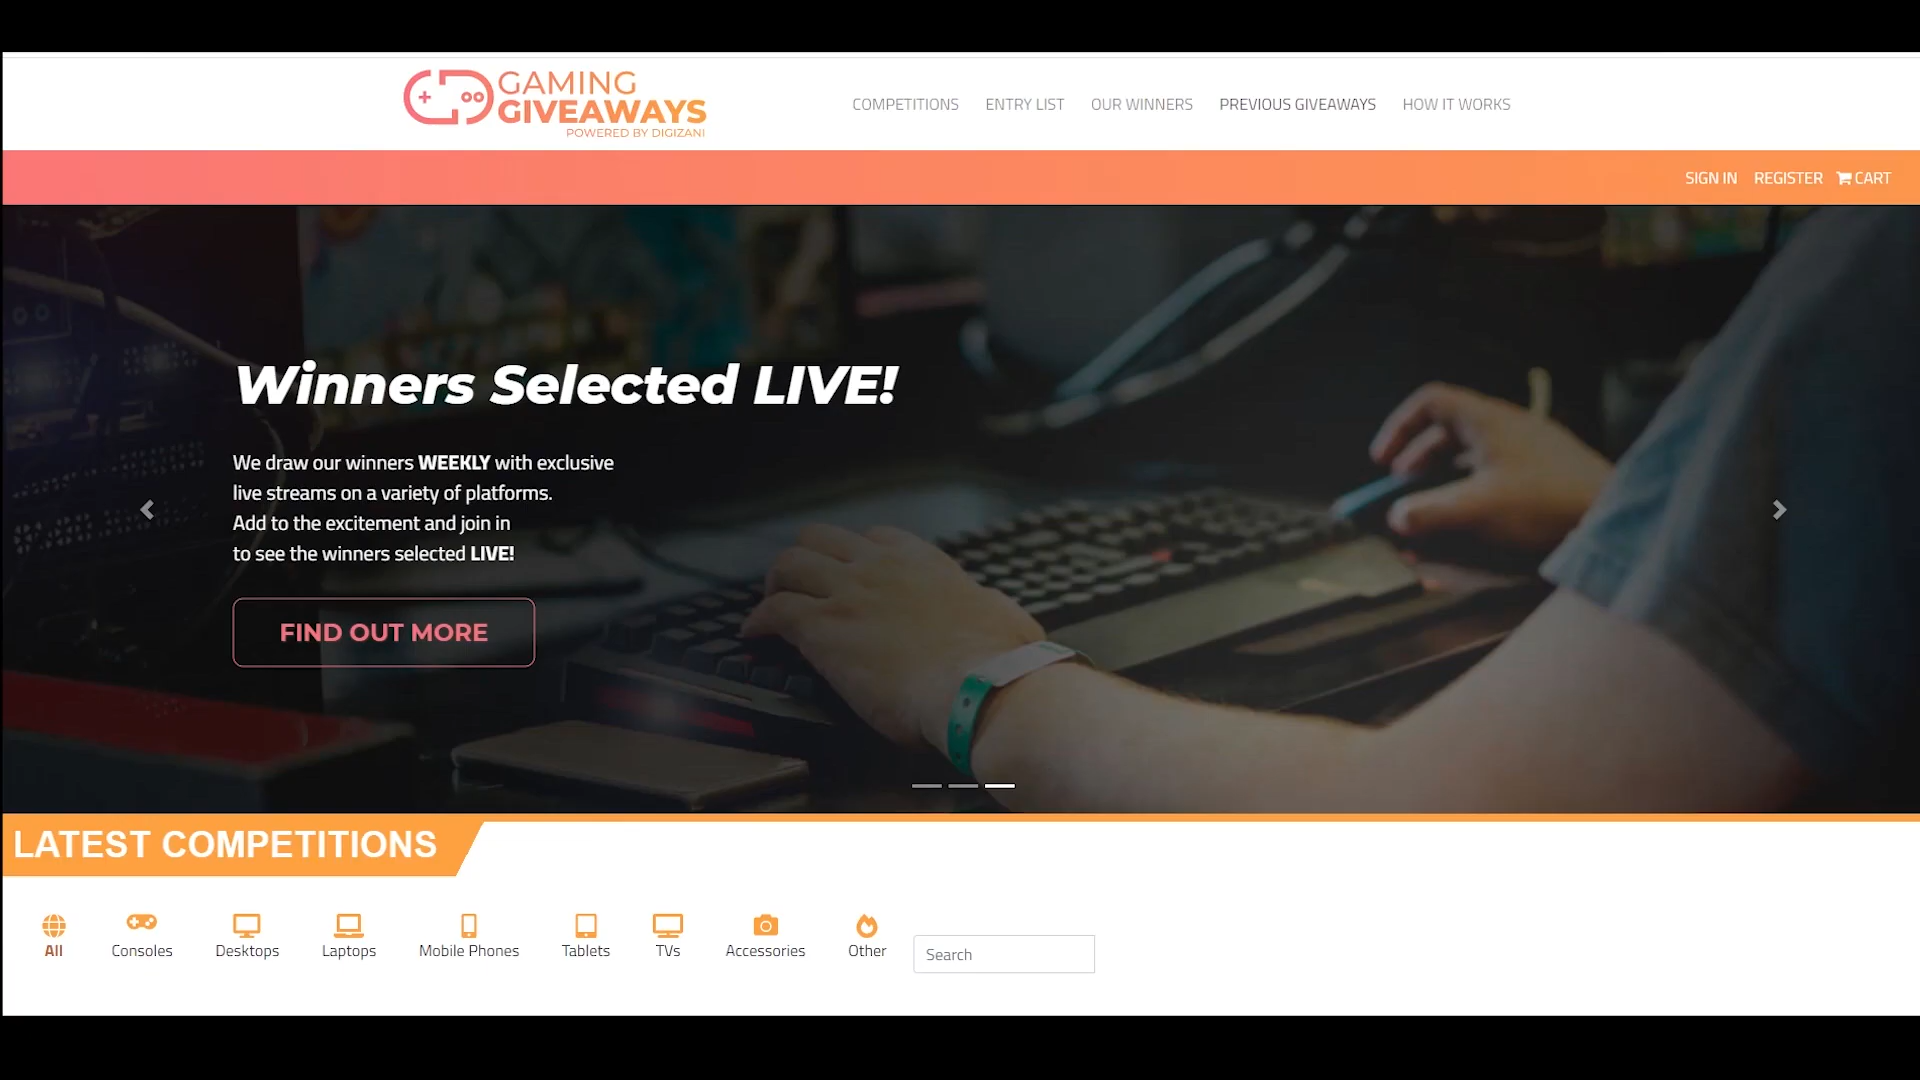 GAMING
GIVEAWAYS
POWERED BY DIGIZANI
COMPETITIONS ENTRY LIST OUR WINNERS PREVIOUS GIVEAWAYS HOW IT WORKS
SIGN IN REGISTER CART
Winners Selected LIVE!
We draw our winners WEEKLY with exclusive
live streams on a variety of platforms.
Add to the excitement and join in
to see the winners selected LIVE!
FIND OUT MORE
LATEST COMPETITIONS
All Consoles Desktops Laptops Mobile Phones Tablets TVs Accessories Other Search